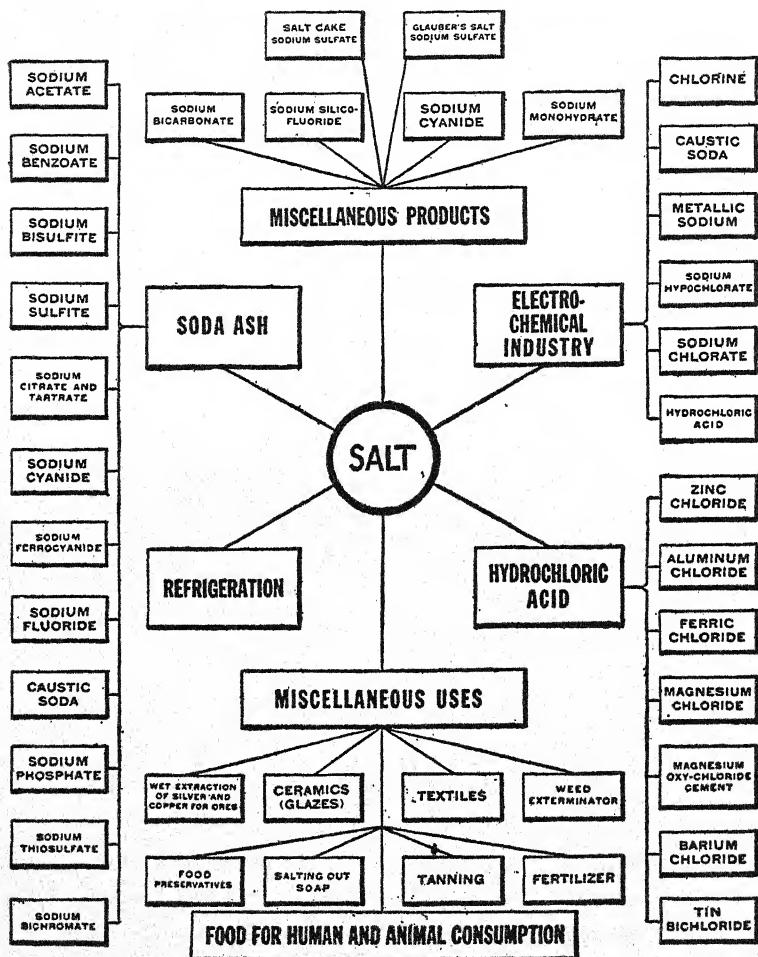 SALT CAKE
SODIUM SULFATE
GLAUBER'S SALT
SODIUM SULFATE
SODIUM
BICARBONATE
SODIUM SILICO-
FLUORIDE
SODIUM
CYANIDE
SODIUM
MONOHYDRATE
MISCELLANEOUS PRODUCTS
SODIUM
ACETATE
SODIUM
BENZOATE
SODIUM
BISULFITE
SODIUM
SULFITE
SODIUM
CITRATE AND
TARTRATE
SODIUM
CYANIDE
SODIUM
FERROCYANIDE
SODIUM
FLUORIDE
CAUSTIC
SODA
SODIUM
PHOSPHATE
SODIUM
THIOSULFATE
SODIUM
BICHROMATE
SODA ASH
ELECTRO-
CHEMICAL
INDUSTRY
CHLORINE
CAUSTIC
SODA
METALLIC
SODIUM
SODIUM
HYPOCHLORATE
SODIUM
CHLORATE
HYDROCHLORIC
ACID
SALT
REFRIGERATION
HYDROCHLORIC
ACID
ZINC
CHLORIDE
ALUMINUM
CHLORIDE
FERRIC
CHLORIDE
MAGNESIUM
CHLORIDE
MAGNESIUM
OXY-CHLORIDE
CEMENT
BARIUM
CHLORIDE
TIN
BICHLORIDE
MISCELLANEOUS USES
WET EXTRACTION
OF SILVER AND
COPPER FOR ORES
CERAMICS
(GLAZES)
TEXTILES
WEED
EXTERMINATOR
FOOD
PRESERVATIVES
SALTING OUT
SOAP
TANNING
FERTILIZER
FOOD FOR HUMAN AND ANIMAL CONSUMPTION